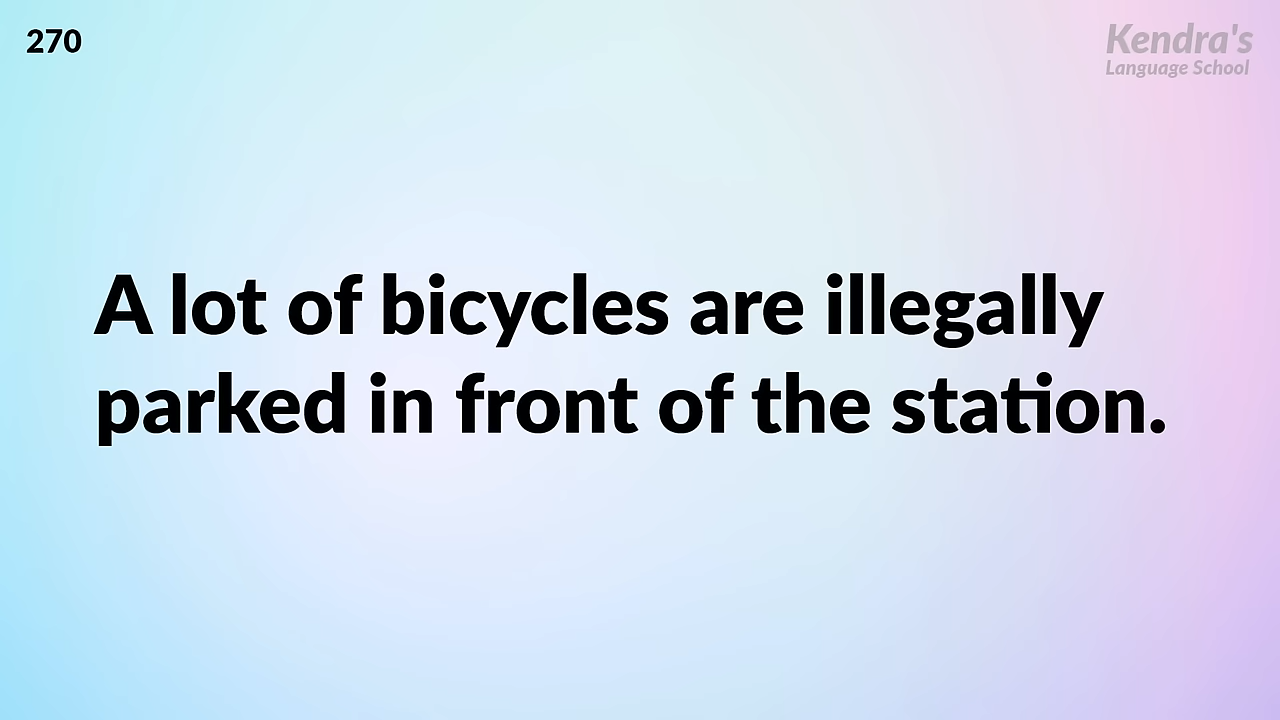 270
Kendra's
Language School
A lot of bicycles are illegally
parked in front of the station.